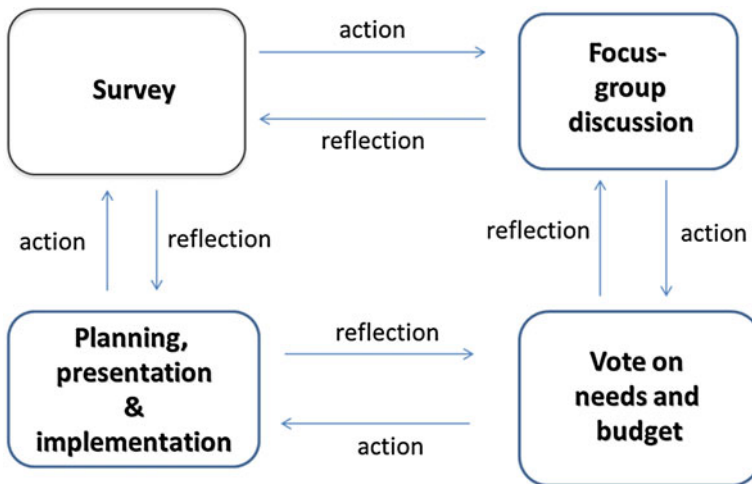 action
Survey
Focus-
group
discussion
reflection
action
reflection
reflection
action
Planning,
presentation
&
implementation
reflection
action
Vote on
needs and
budget